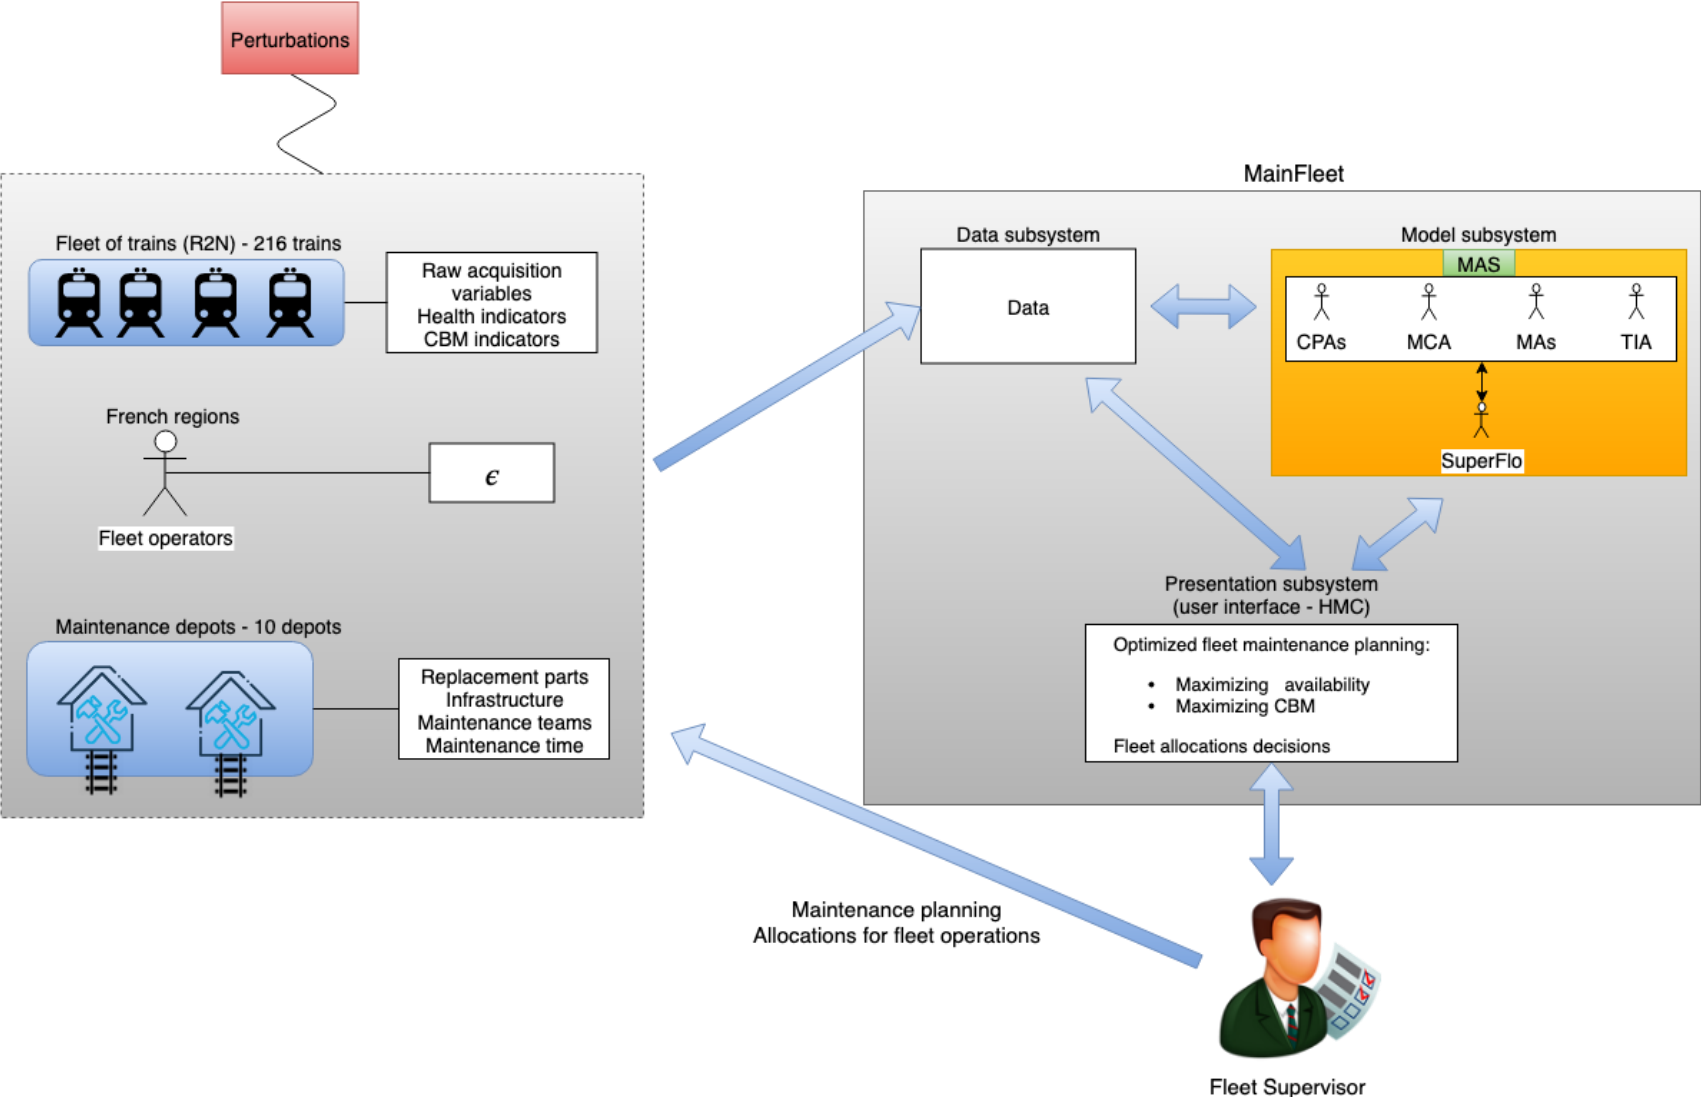 Perturbations
Fleet of trains (R2N) - 216 trains
Raw acquisition
variables
Health indicators
CBM indicators
French regions
ϵ
Fleet operators
Maintenance depots - 10 depots
Replacement parts
Infrastructure
Maintenance teams
Maintenance time
MainFleet
Data subsystem
Data
Model subsystem
MAS
CPAs MCA MAs TIA
SuperFlo
Presentation subsystem
(user interface - HMC)
Optimized fleet maintenance planning:
• Maximizing availability
• Maximizing CBM
Fleet allocations decisions
Maintenance planning
Allocations for fleet operations
Fleet Supervisor